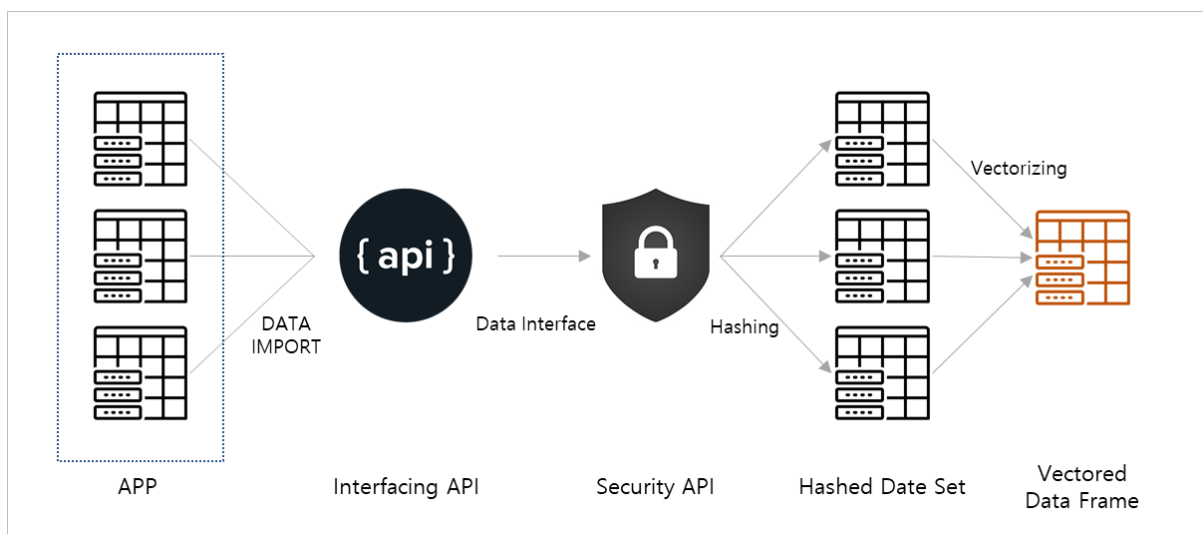 { api }
DATA
IMPORT
Data Interface
Hashing
Vectorizing
APP
Interfacing API
Security API
Hashed Date Set
Vectored
Data Frame